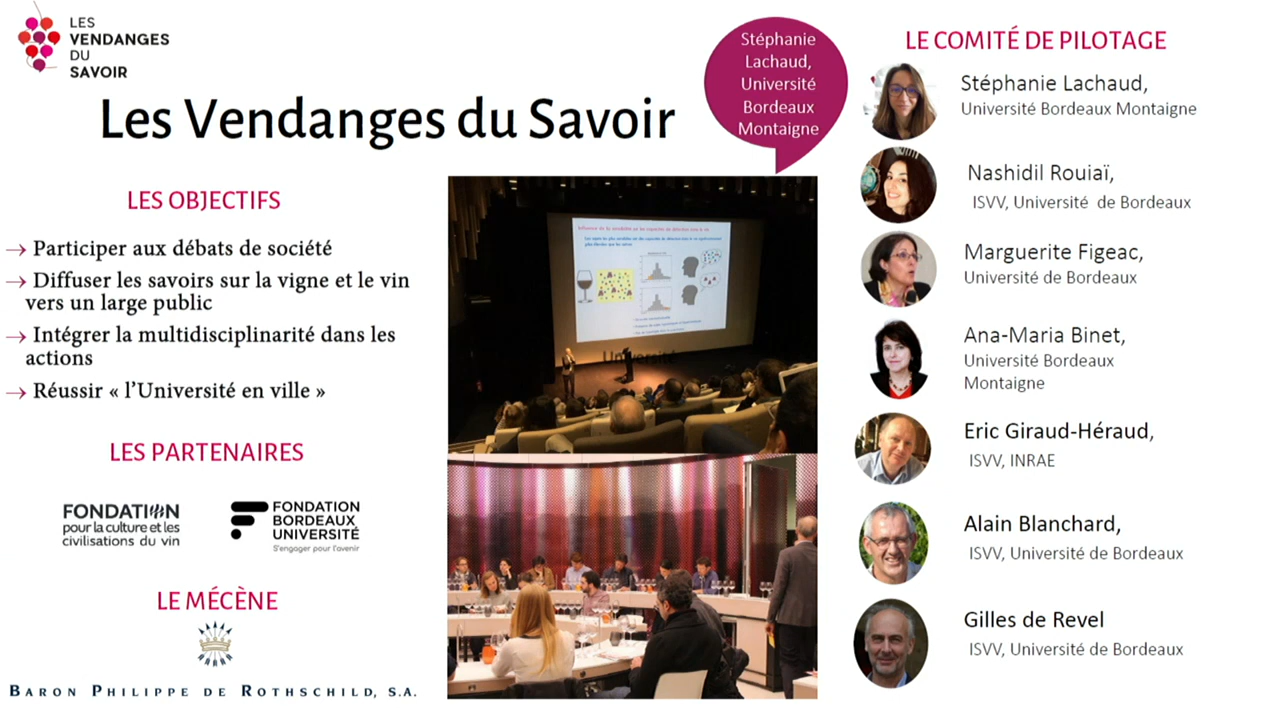 LES
VENDANGES
DU
SAVOIR
Les Vendanges du Savoir
LES OBJECTIFS
→ Participer aux débats de société
→ Diffuser les savoirs sur la vigne et le vin
vers un large public
→ Intégrer la multidisciplinarité dans les
actions
→ Réussir « l'Université en ville »
LES PARTENAIRES
FONDATION
pour la culture et les
civilisations du vin
FONDATION
BORDEAUX
UNIVERSITÉ
S'engager pour l'avenir
LE MÉCÈNE
BARON PHILIPPE DE ROTHSCHILD, S.A.
Stéphanie
Lachaud,
Université
Bordeaux
Montaigne
Université
LE COMITÉ DE PILOTAGE
Stéphanie Lachaud,
Université Bordeaux Montaigne
Nashidil Rouiaï,
ISVV, Université de Bordeaux
Marguerite Figeac,
Université de Bordeaux
Ana-Maria Binet,
Université Bordeaux
Montaigne
Eric Giraud-Héraud,
ISVV, INRAE
Alain Blanchard,
ISVV, Université de Bordeaux
Gilles de Revel
ISVV, Université de Bordeaux